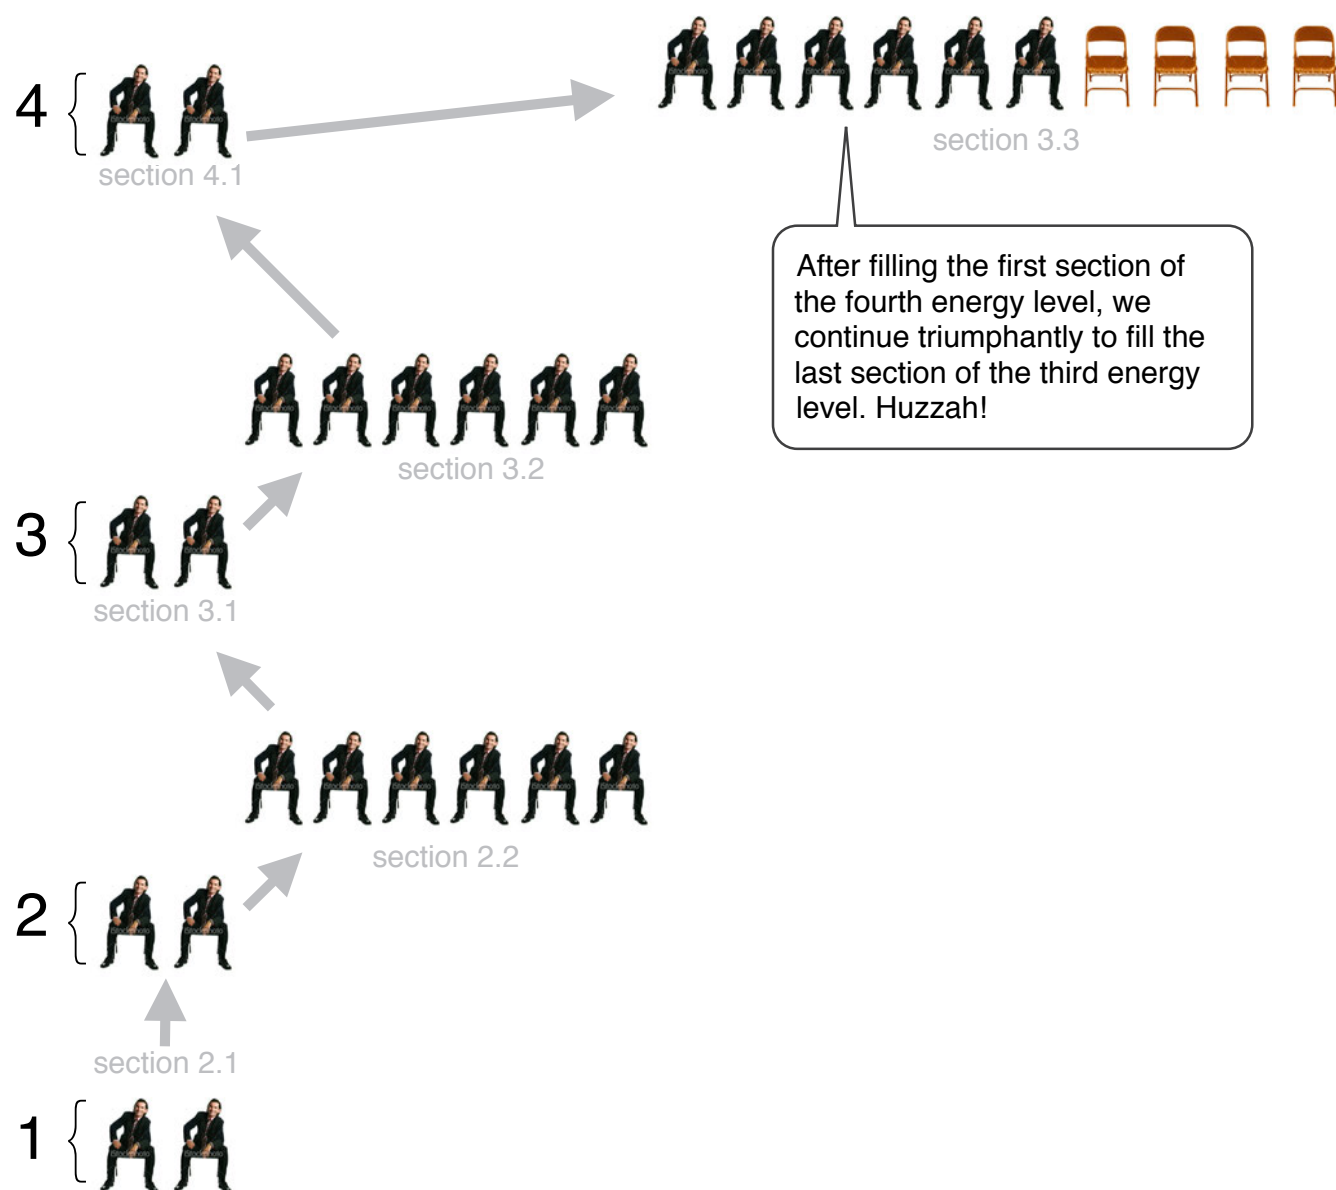 4
section 4.1
section 3.3
After filling the first section of
the fourth energy level, we
continue triumphantly to fill the
last section of the third energy
level. Huzzah!
section 3.2
3
section 3.1
section 2.2
2
section 2.1
1